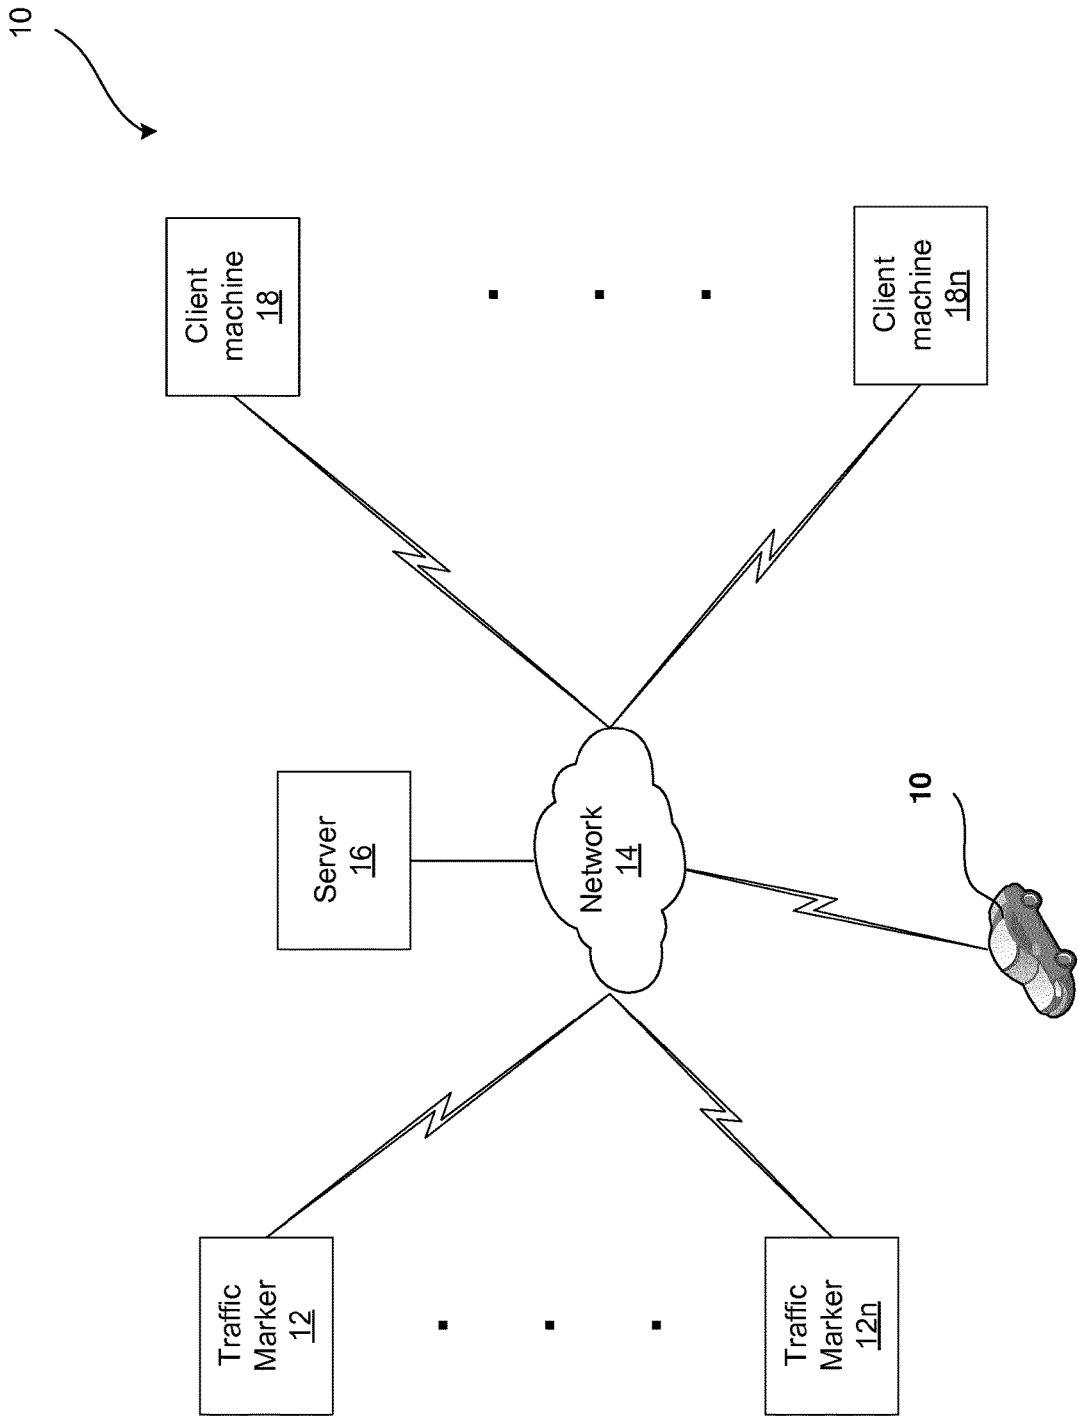 10
Client
machine
18
Client
machine
18n
Server
16
Network
14
10
Traffic
Marker
12
Traffic
Marker
12n